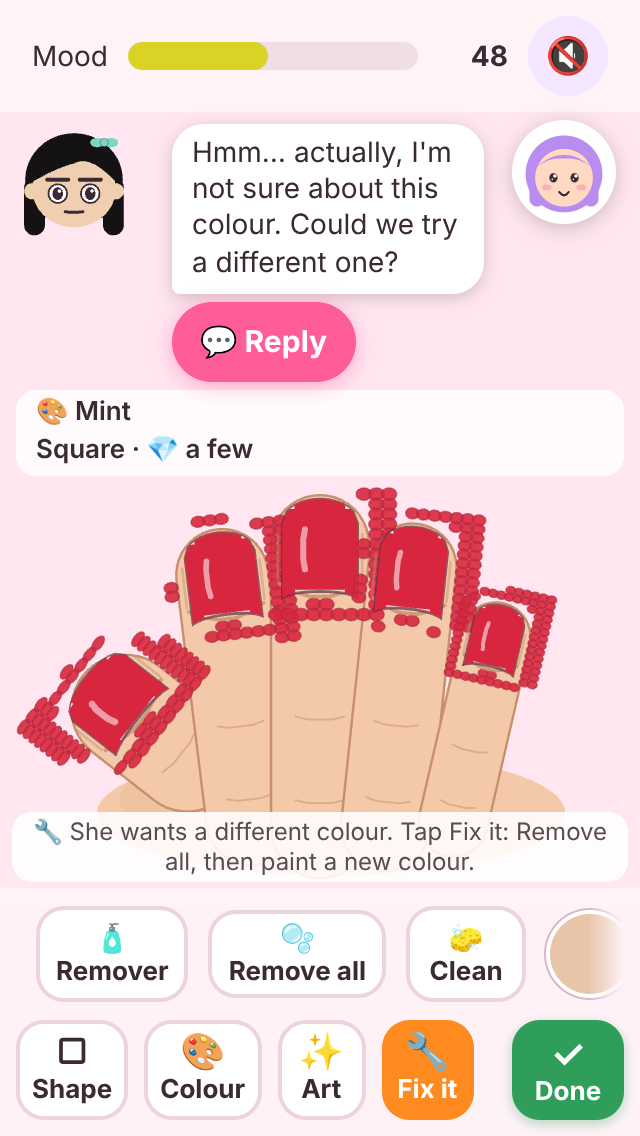 Mood
48
Hmm... actually, I'm
not sure about this
colour. Could we try
a different one?
💬 Reply
🎨 Mint
Square · 💎 a few
🔧 She wants a different colour. Tap Fix it: Remove
all, then paint a new colour.
Remover
Remove all
Clean
Shape
Colour
Art
Fix it
Done